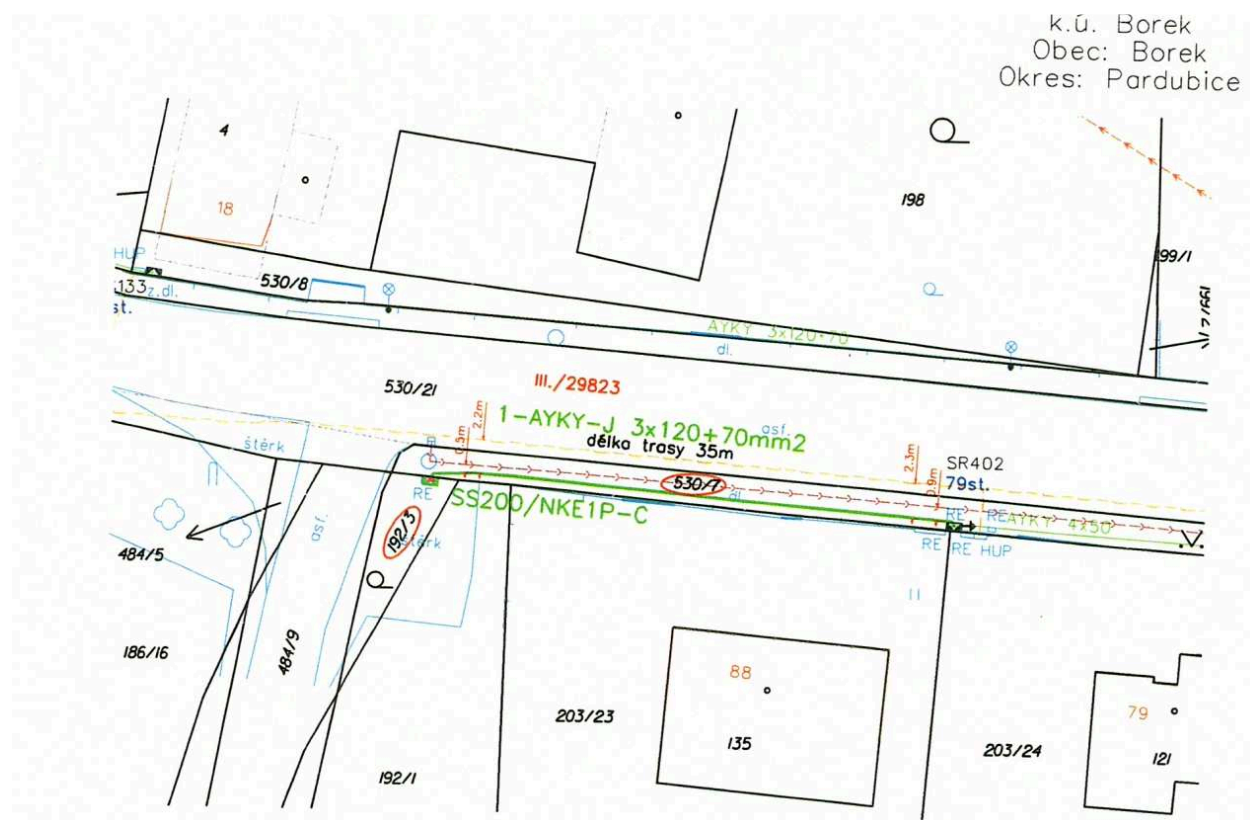 k.ú. Borek
Obec: Borek
Okres: Pardubice
4
18
198
HUP
530/8
133 z.dl.
st.
AYKY 3x120+70
dl.
199/1
199/2
530/21
III./29823
1-AYKY-J 3x120+70mm2
asf.
délka trasy 35m
0.5m
2.2m
2.3m
0.9m
SR402
79st.
štěrk
RE
SS200/NKE1P-C
530/7
dl.
RE
RE
AYKY 4x50
RE
RE
HUP
192/3
štěrk
asf.
484/5
186/16
484/9
192/1
203/23
88
135
203/24
79
121